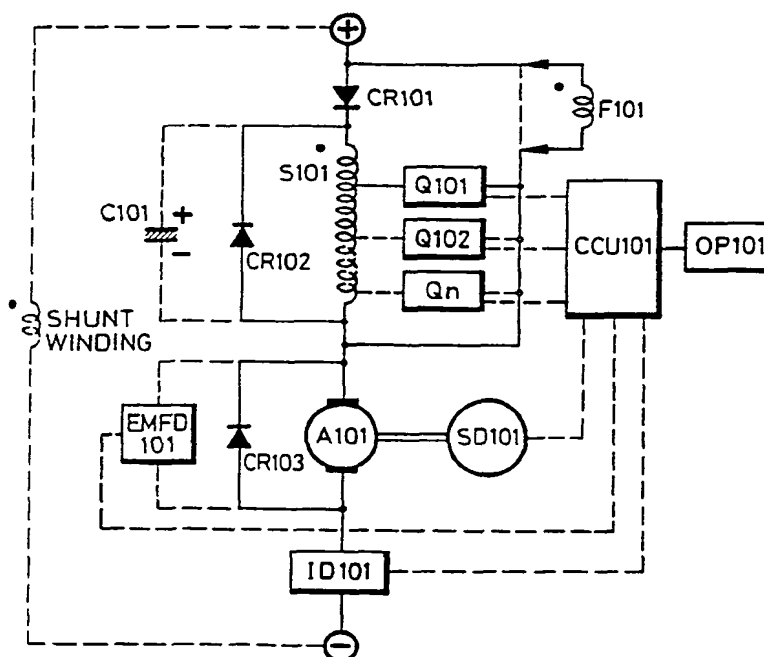 +
CR101
F101
S101
Q101
C101
+
Q102
CCU101
OP101
-
CR102
Qn
SHUNT
WINDING
EMFD
101
A101
SD101
CR103
ID101
-